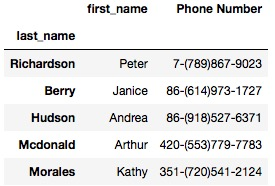 first_name Phone Number
last_name
Richardson Peter 7-(789)867-9023
Berry Janice 86-(614)973-1727
Hudson Andrea 86-(918)527-6371
Mcdonald Arthur 420-(553)779-7783
Morales Kathy 351-(720)541-2124